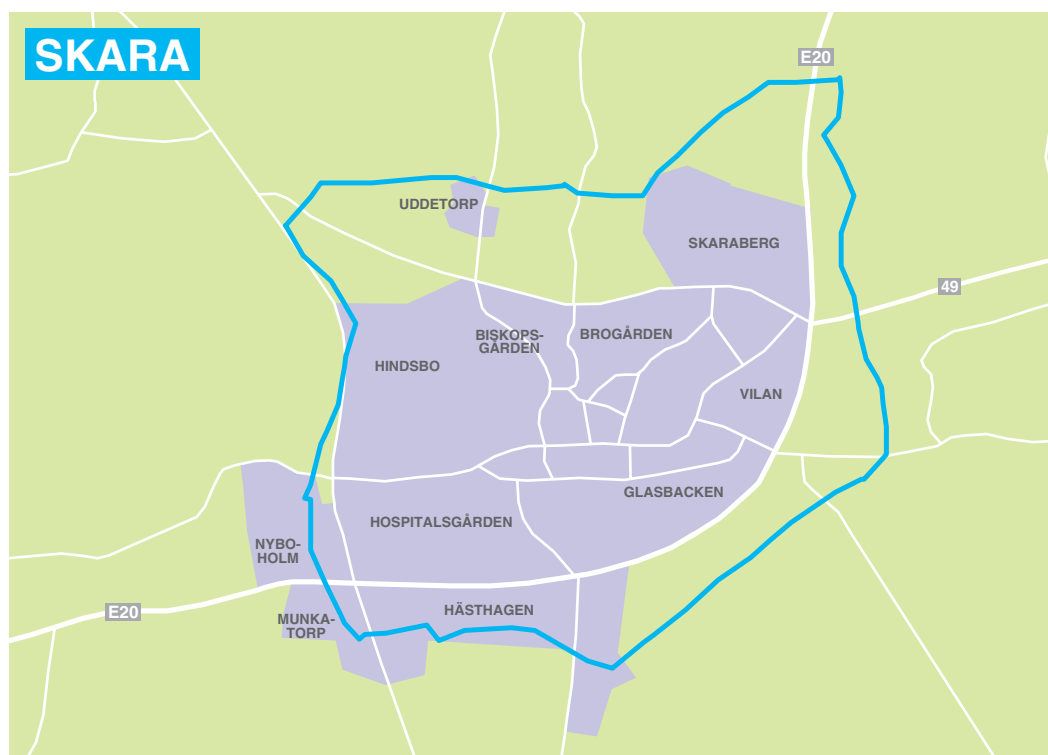 SKARA
E20
UDDETORP
SKARABERG
49
BISKOPS-
GÅRDEN
BROGÅRDEN
HINDSBO
VILAN
GLASBACKEN
HOSPITALSGÅRDEN
NYBO-
HOLM
E20
HÄSTHAGEN
MUNKA-
TORP